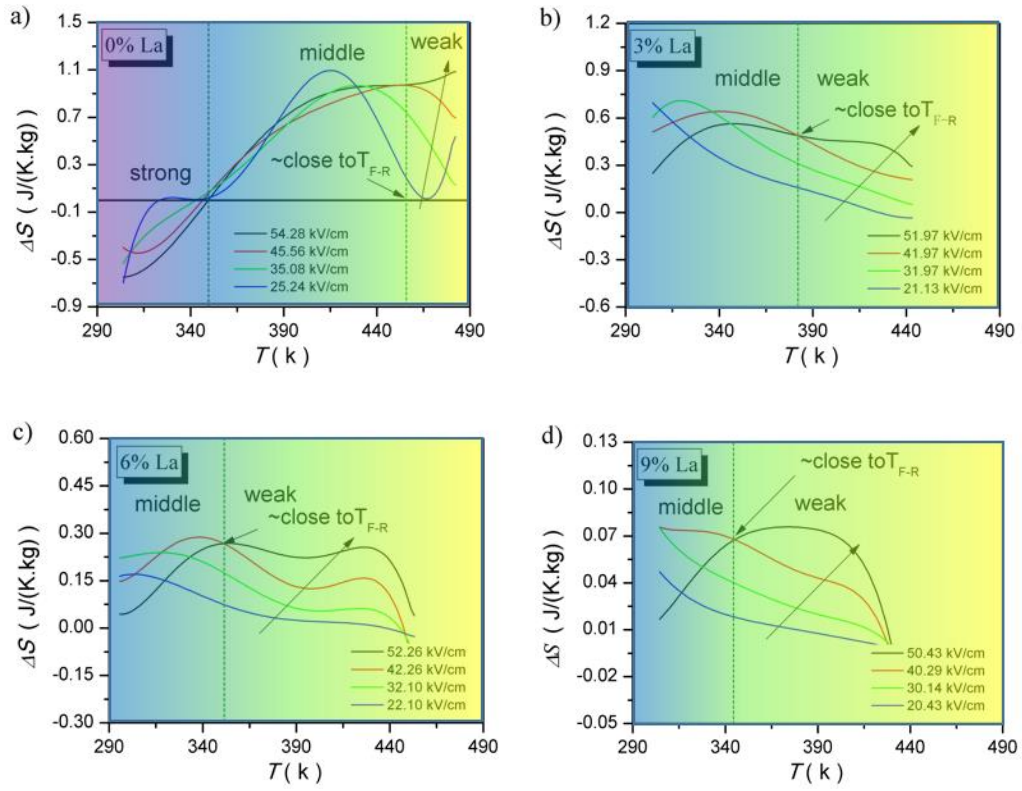 a)
1.5
1.1
0.7
0.3
-0.1
-0.5
-0.9
ΔS ( J/(K.kg))
0% La
strong
middle
weak
~close toT_F-R
54.28 kV/cm
45.56 kV/cm
35.08 kV/cm
25.24 kV/cm
290 340 390 440 490
T ( k )
b)
1.2
0.9
0.6
0.3
0.0
-0.3
-0.6
ΔS ( J/(K.kg))
3% La
middle weak
~close toT_F-R
51.97 kV/cm
41.97 kV/cm
31.97 kV/cm
21.13 kV/cm
290 340 390 440 490
T ( k )
c)
0.60
0.45
0.30
0.15
0.00
-0.15
-0.30
ΔS ( J/(K.kg))
6% La
middle
weak
~close toT_F-R
52.26 kV/cm
42.26 kV/cm
32.10 kV/cm
22.10 kV/cm
290 340 390 440 490
T ( k )
d)
0.13
0.10
0.07
0.04
0.01
-0.02
-0.05
ΔS ( J/(K.kg))
9% La
~close toT_F-R
middle weak
50.43 kV/cm
40.29 kV/cm
30.14 kV/cm
20.43 kV/cm
290 340 390 440 490
T ( k )